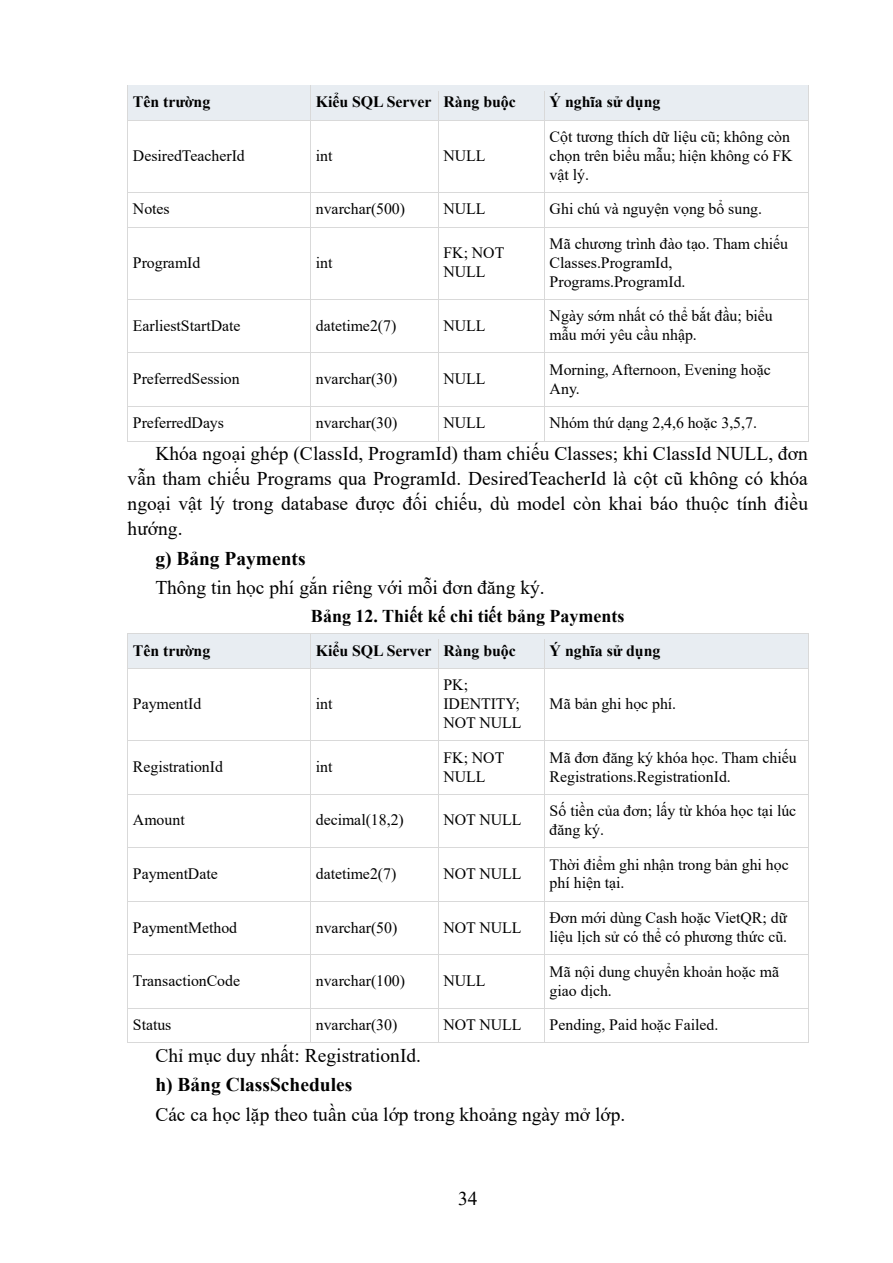 Tên trường Kiểu SQL Server Ràng buộc Ý nghĩa sử dụng
DesiredTeacherId int NULL Cột tương thích dữ liệu cũ; không còn
chọn trên biểu mẫu; hiện không có FK
vật lý.
Notes nvarchar(500) NULL Ghi chú và nguyện vọng bổ sung.
ProgramId int FK; NOT
NULL Mã chương trình đào tạo. Tham chiếu
Classes.ProgramId,
Programs.ProgramId.
EarliestStartDate datetime2(7) NULL Ngày sớm nhất có thể bắt đầu; biểu
mẫu mới yêu cầu nhập.
PreferredSession nvarchar(30) NULL Morning, Afternoon, Evening hoặc
Any.
PreferredDays nvarchar(30) NULL Nhóm thứ dạng 2,4,6 hoặc 3,5,7.
Khóa ngoại ghép (ClassId, ProgramId) tham chiếu Classes; khi ClassId NULL, đơn
vẫn tham chiếu Programs qua ProgramId. DesiredTeacherId là cột cũ không có khóa
ngoại vật lý trong database được đối chiếu, dù model còn khai báo thuộc tính điều
hướng.
g) Bảng Payments
Thông tin học phí gắn riêng với mỗi đơn đăng ký.
Bảng 12. Thiết kế chi tiết bảng Payments
Tên trường Kiểu SQL Server Ràng buộc Ý nghĩa sử dụng
PaymentId int PK;
IDENTITY;
NOT NULL Mã bản ghi học phí.
RegistrationId int FK; NOT
NULL Mã đơn đăng ký khóa học. Tham chiếu
Registrations.RegistrationId.
Amount decimal(18,2) NOT NULL Số tiền của đơn; lấy từ khóa học tại lúc
đăng ký.
PaymentDate datetime2(7) NOT NULL Thời điểm ghi nhận trong bản ghi học
phí hiện tại.
PaymentMethod nvarchar(50) NOT NULL Đơn mới dùng Cash hoặc VietQR; dữ
liệu lịch sử có thể có phương thức cũ.
TransactionCode nvarchar(100) NULL Mã nội dung chuyển khoản hoặc mã
giao dịch.
Status nvarchar(30) NOT NULL Pending, Paid hoặc Failed.
Chỉ mục duy nhất: RegistrationId.
h) Bảng ClassSchedules
Các ca học lặp theo tuần của lớp trong khoảng ngày mở lớp.
34